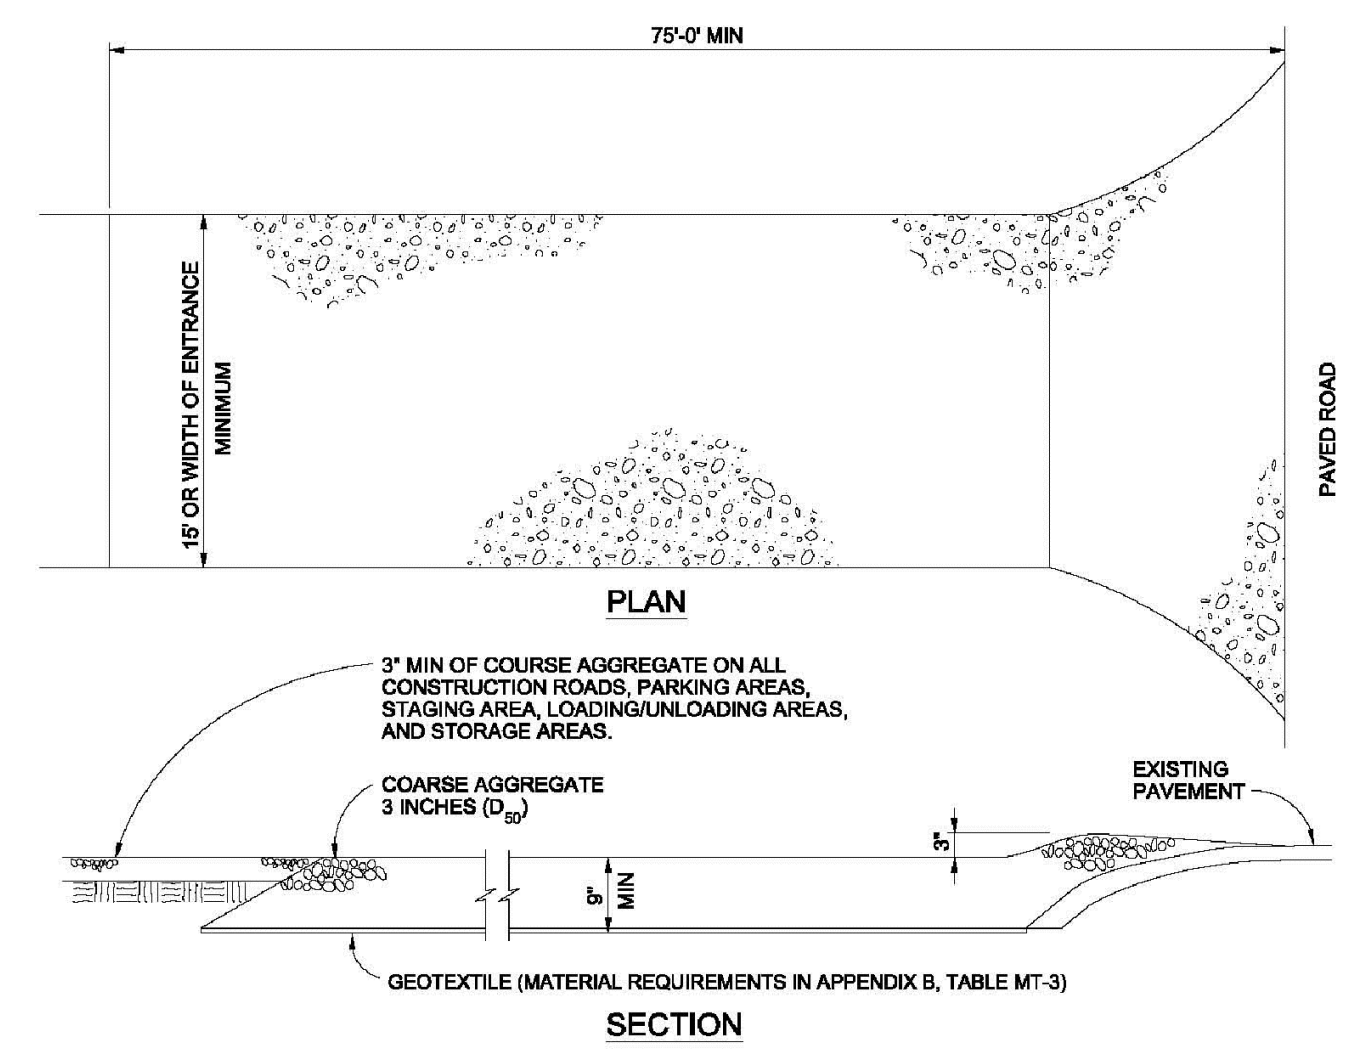 75'-0' MIN
15' OR WIDTH OF ENTRANCE
MINIMUM
PAVED ROAD
PLAN
3" MIN OF COURSE AGGREGATE ON ALL
CONSTRUCTION ROADS, PARKING AREAS,
STAGING AREA, LOADING/UNLOADING AREAS,
AND STORAGE AREAS.
COARSE AGGREGATE
3 INCHES (D50)
EXISTING
PAVEMENT
3"
9"
MIN
GEOTEXTILE (MATERIAL REQUIREMENTS IN APPENDIX B, TABLE MT-3)
SECTION